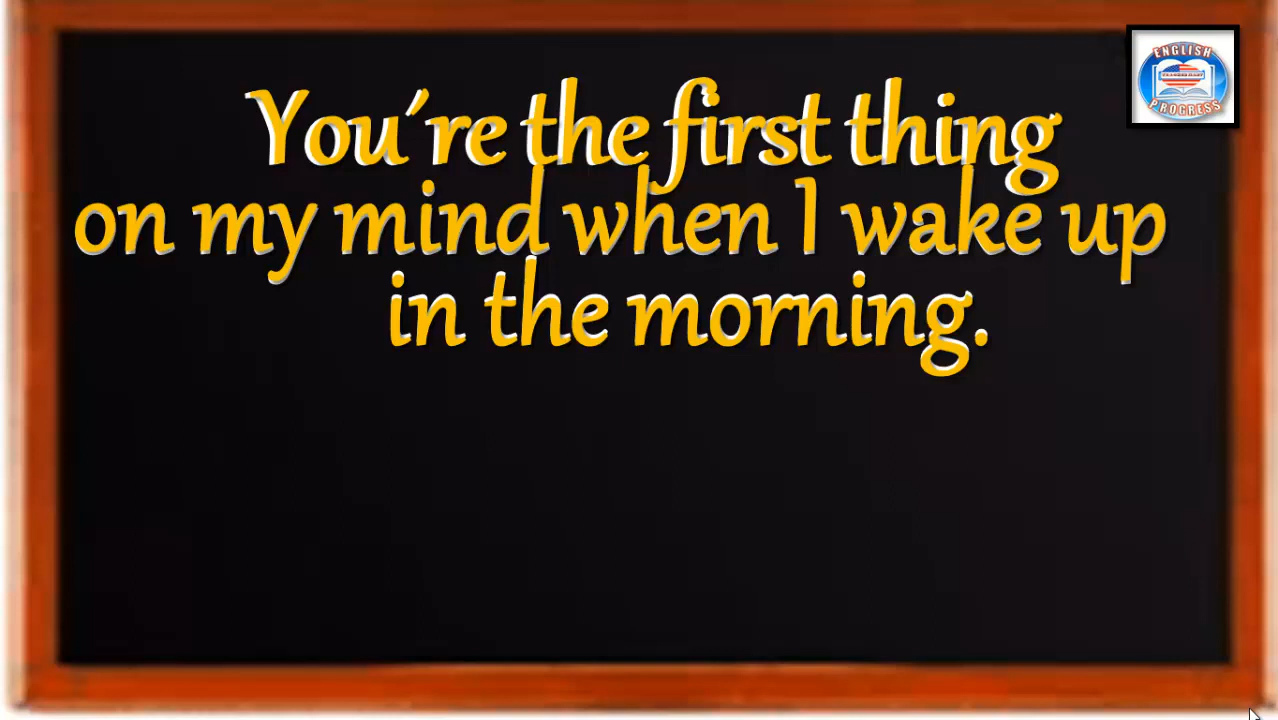 ENGLISH
PROGRESS
You´re the first thing
on my mind when I wake up
in the morning.